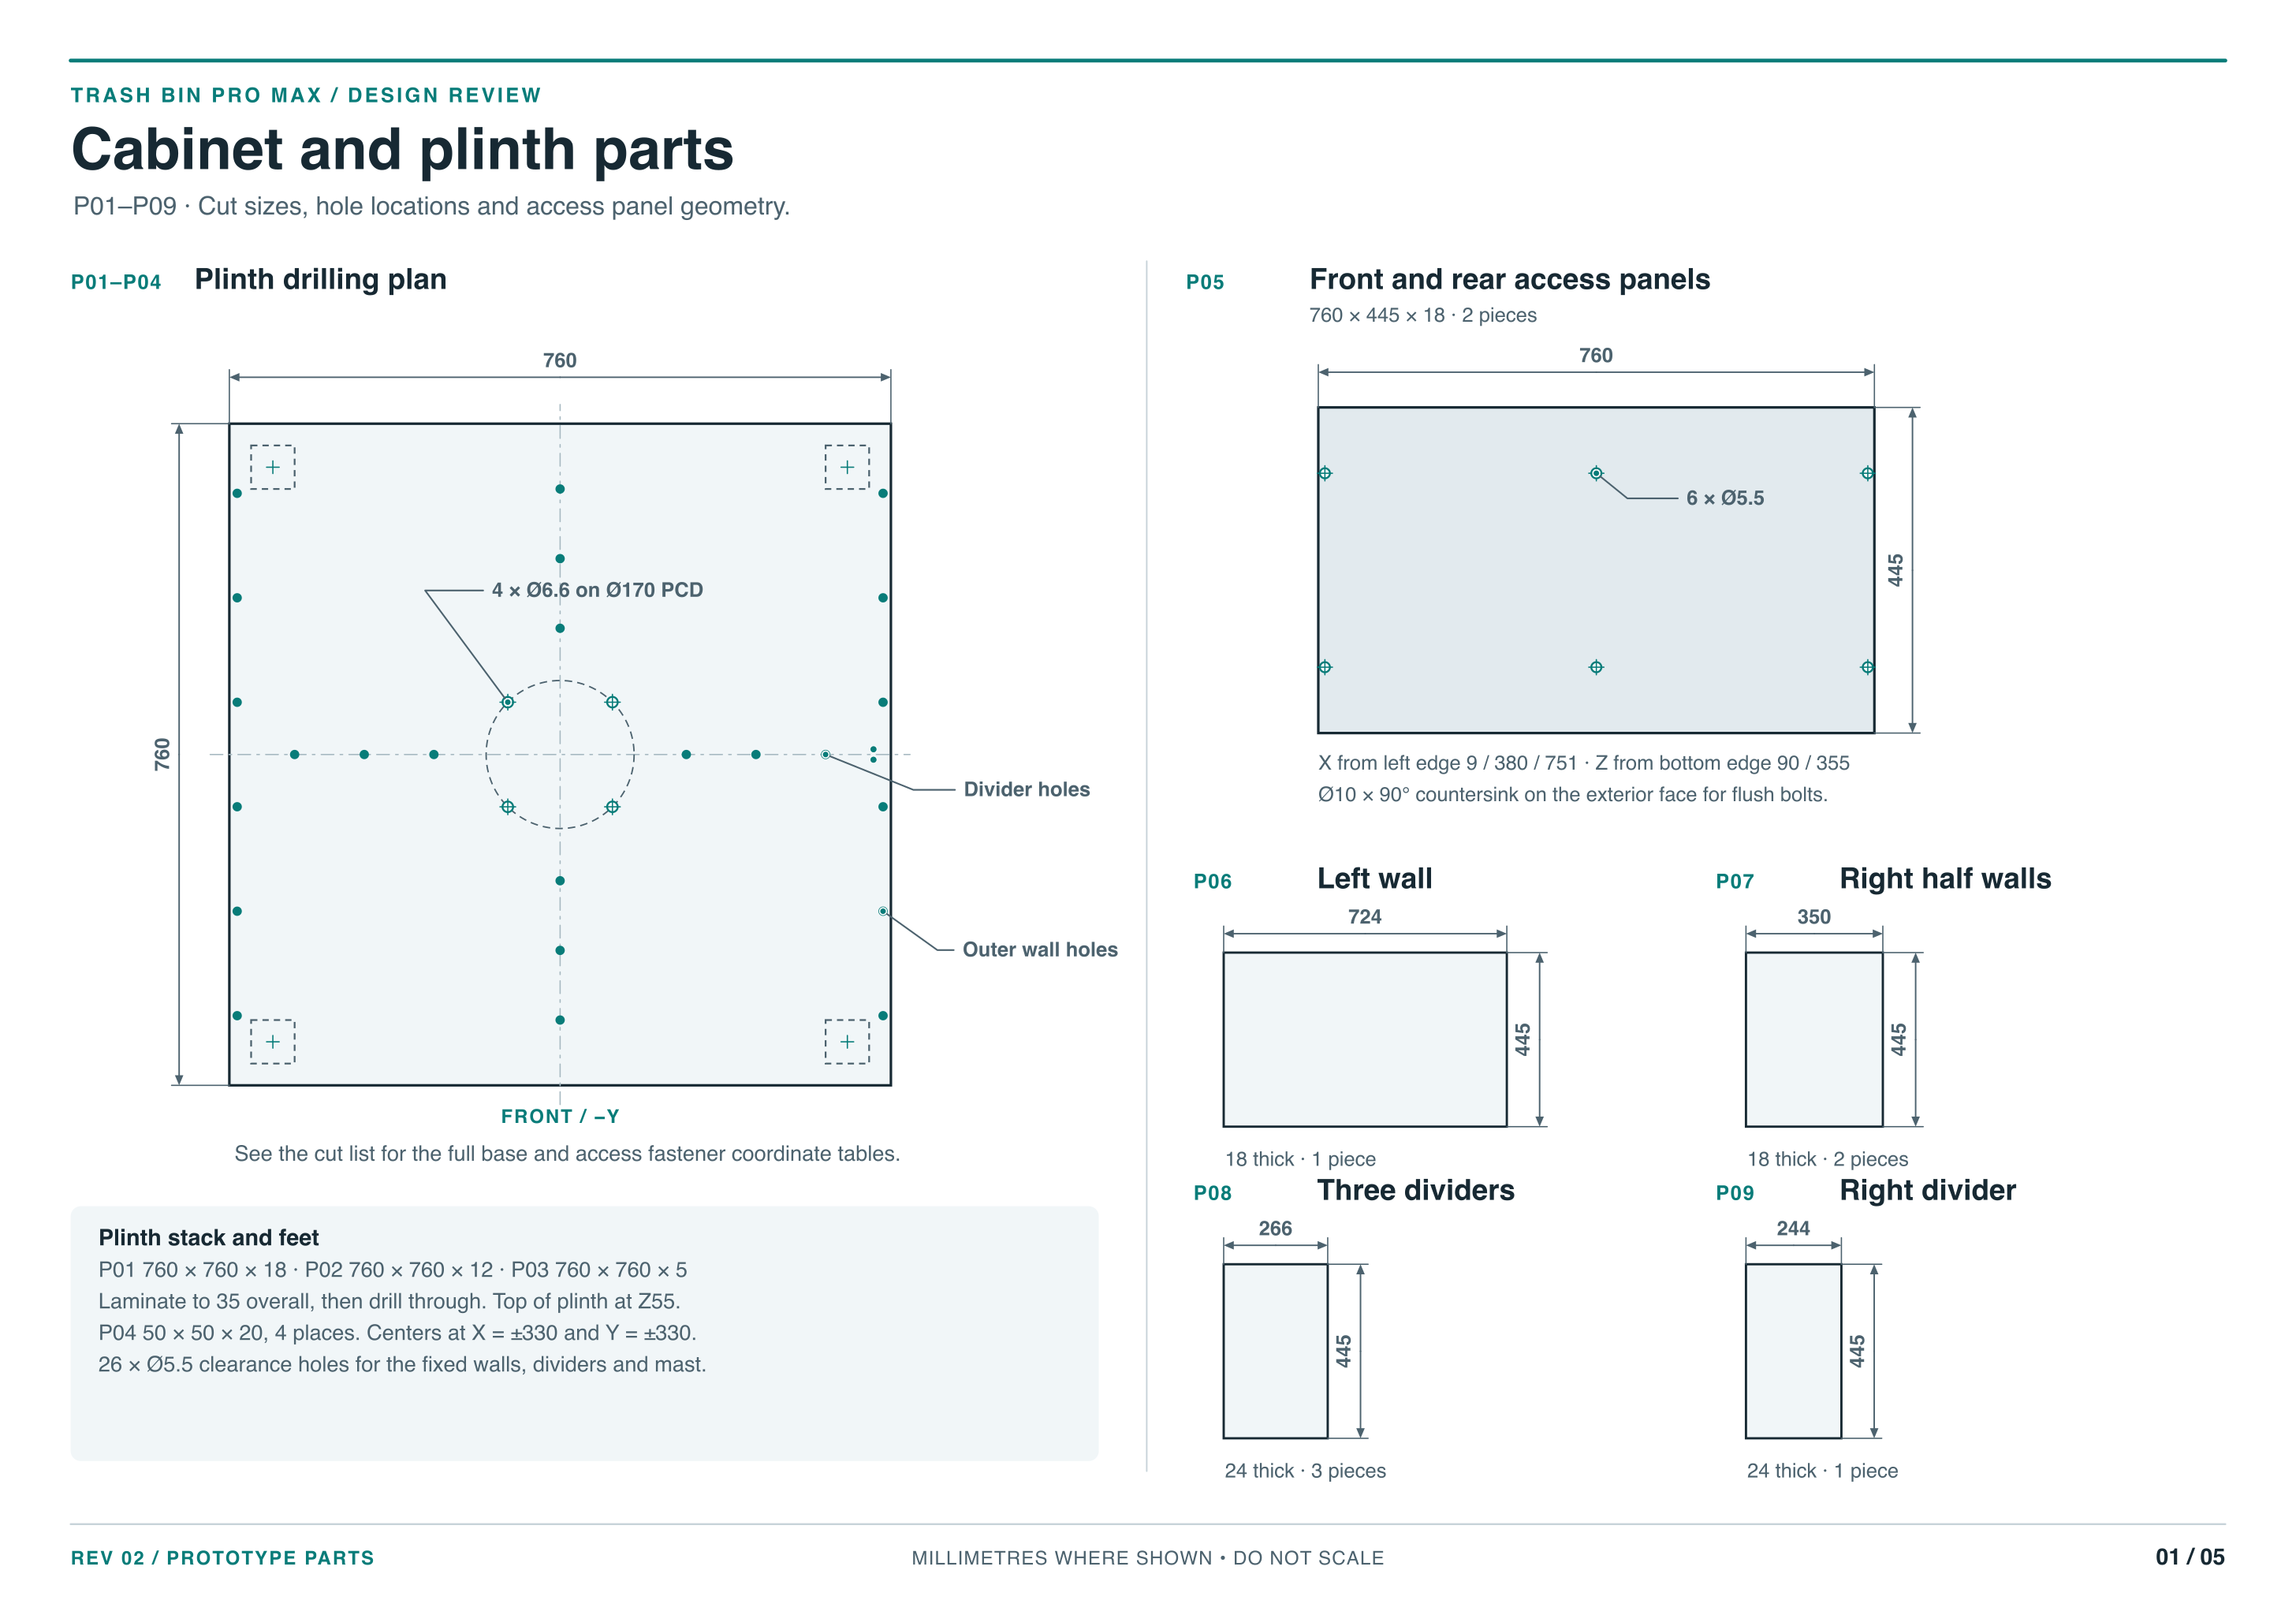 TRASH BIN PRO MAX / DESIGN REVIEW
Cabinet and plinth parts
P01–P09 · Cut sizes, hole locations and access panel geometry.
P01–P04 Plinth drilling plan
760
760
4 × Ø6.6 on Ø170 PCD
Divider holes
Outer wall holes
FRONT / –Y
See the cut list for the full base and access fastener coordinate tables.
Plinth stack and feet
P01 760 × 760 × 18 · P02 760 × 760 × 12 · P03 760 × 760 × 5
Laminate to 35 overall, then drill through. Top of plinth at Z55.
P04 50 × 50 × 20, 4 places. Centers at X = ±330 and Y = ±330.
26 × Ø5.5 clearance holes for the fixed walls, dividers and mast.
P05 Front and rear access panels
760 × 445 × 18 · 2 pieces
760
6 × Ø5.5
445
X from left edge 9 / 380 / 751 · Z from bottom edge 90 / 355
Ø10 × 90° countersink on the exterior face for flush bolts.
P06 Left wall
724
445
18 thick · 1 piece
P07 Right half walls
350
445
18 thick · 2 pieces
P08 Three dividers
266
445
24 thick · 3 pieces
P09 Right divider
244
445
24 thick · 1 piece
REV 02 / PROTOTYPE PARTS
MILLIMETRES WHERE SHOWN • DO NOT SCALE
01 / 05